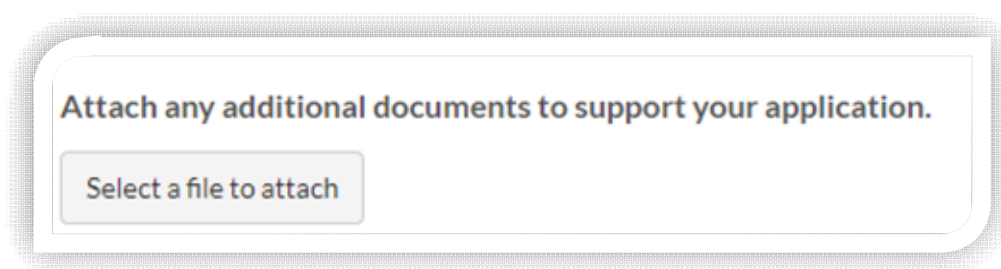 Attach any additional documents to support your application.
Select a file to attach